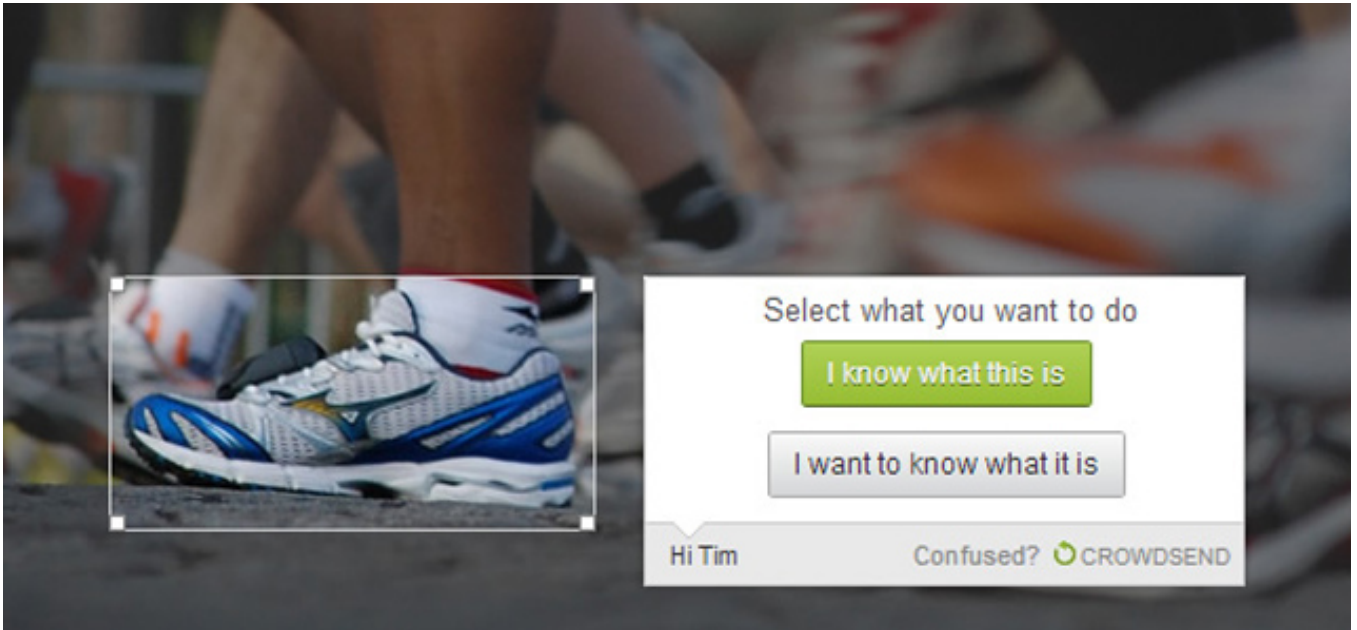 Select what you want to do
I know what this is
I want to know what it is
Hi Tim
Confused? CROWDSEND